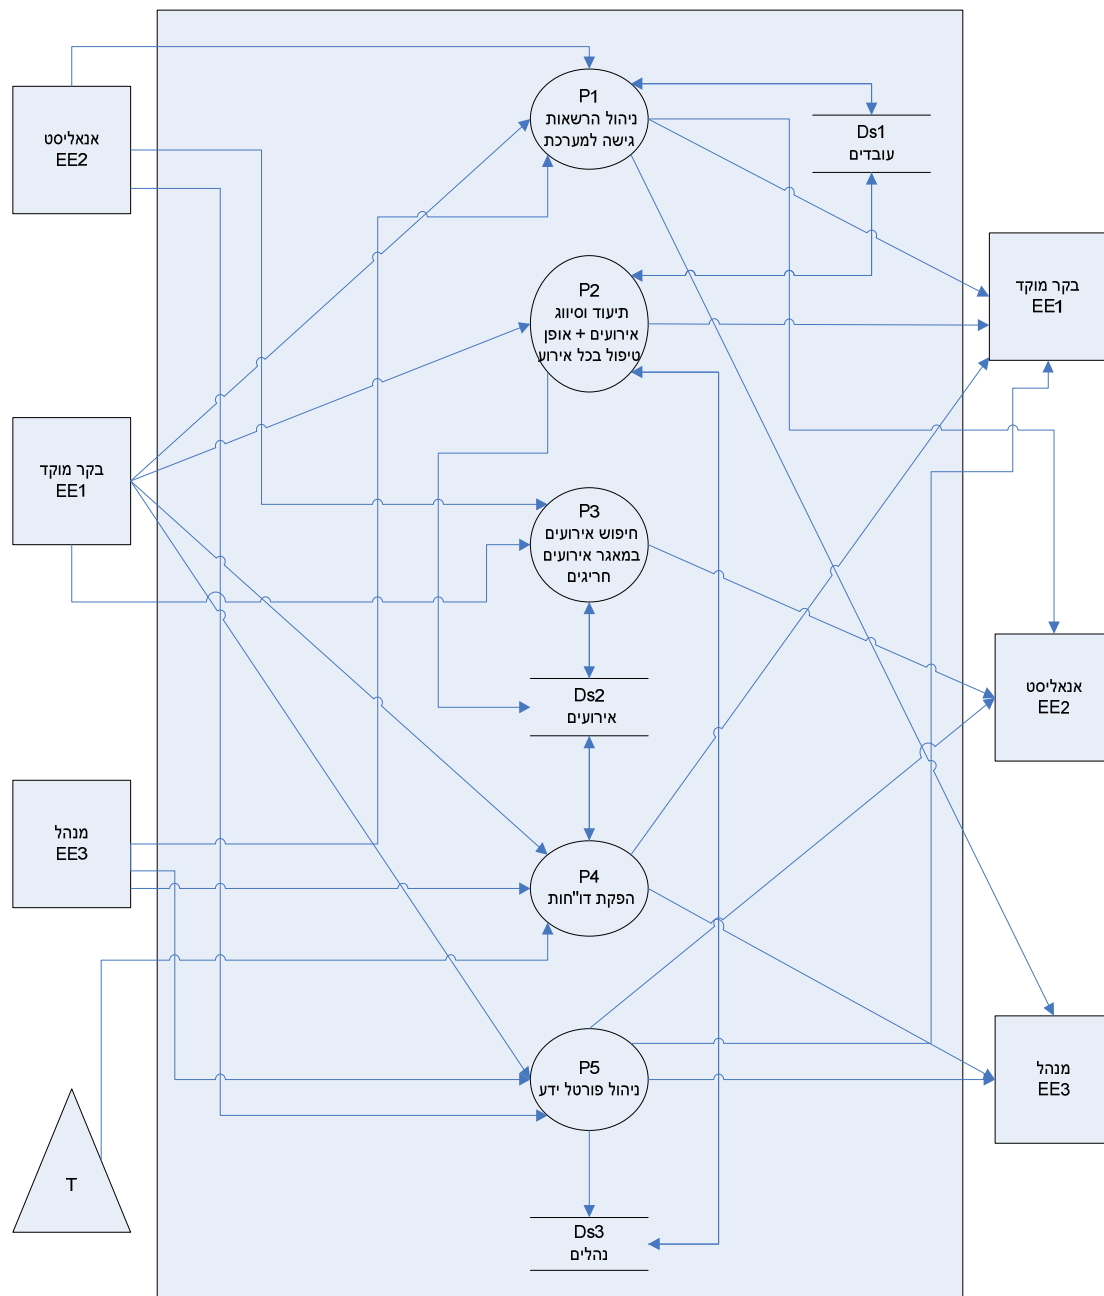 אנאליסט
EE2
בקר מוקד
EE1
מנהל
EE3
T
P1
ניהול הרשאות
גישה למערכת
Ds1
עובדים
P2
תיעוד וסיווג
אירועים + אופן
טיפול בכל אירוע
P3
חיפוש אירועים
במאגר אירועים
חריגים
Ds2
אירועים
P4
הפקת דו"חות
P5
ניהול פורטל ידע
Ds3
נהלים
בקר מוקד
EE1
אנאליסט
EE2
מנהל
EE3